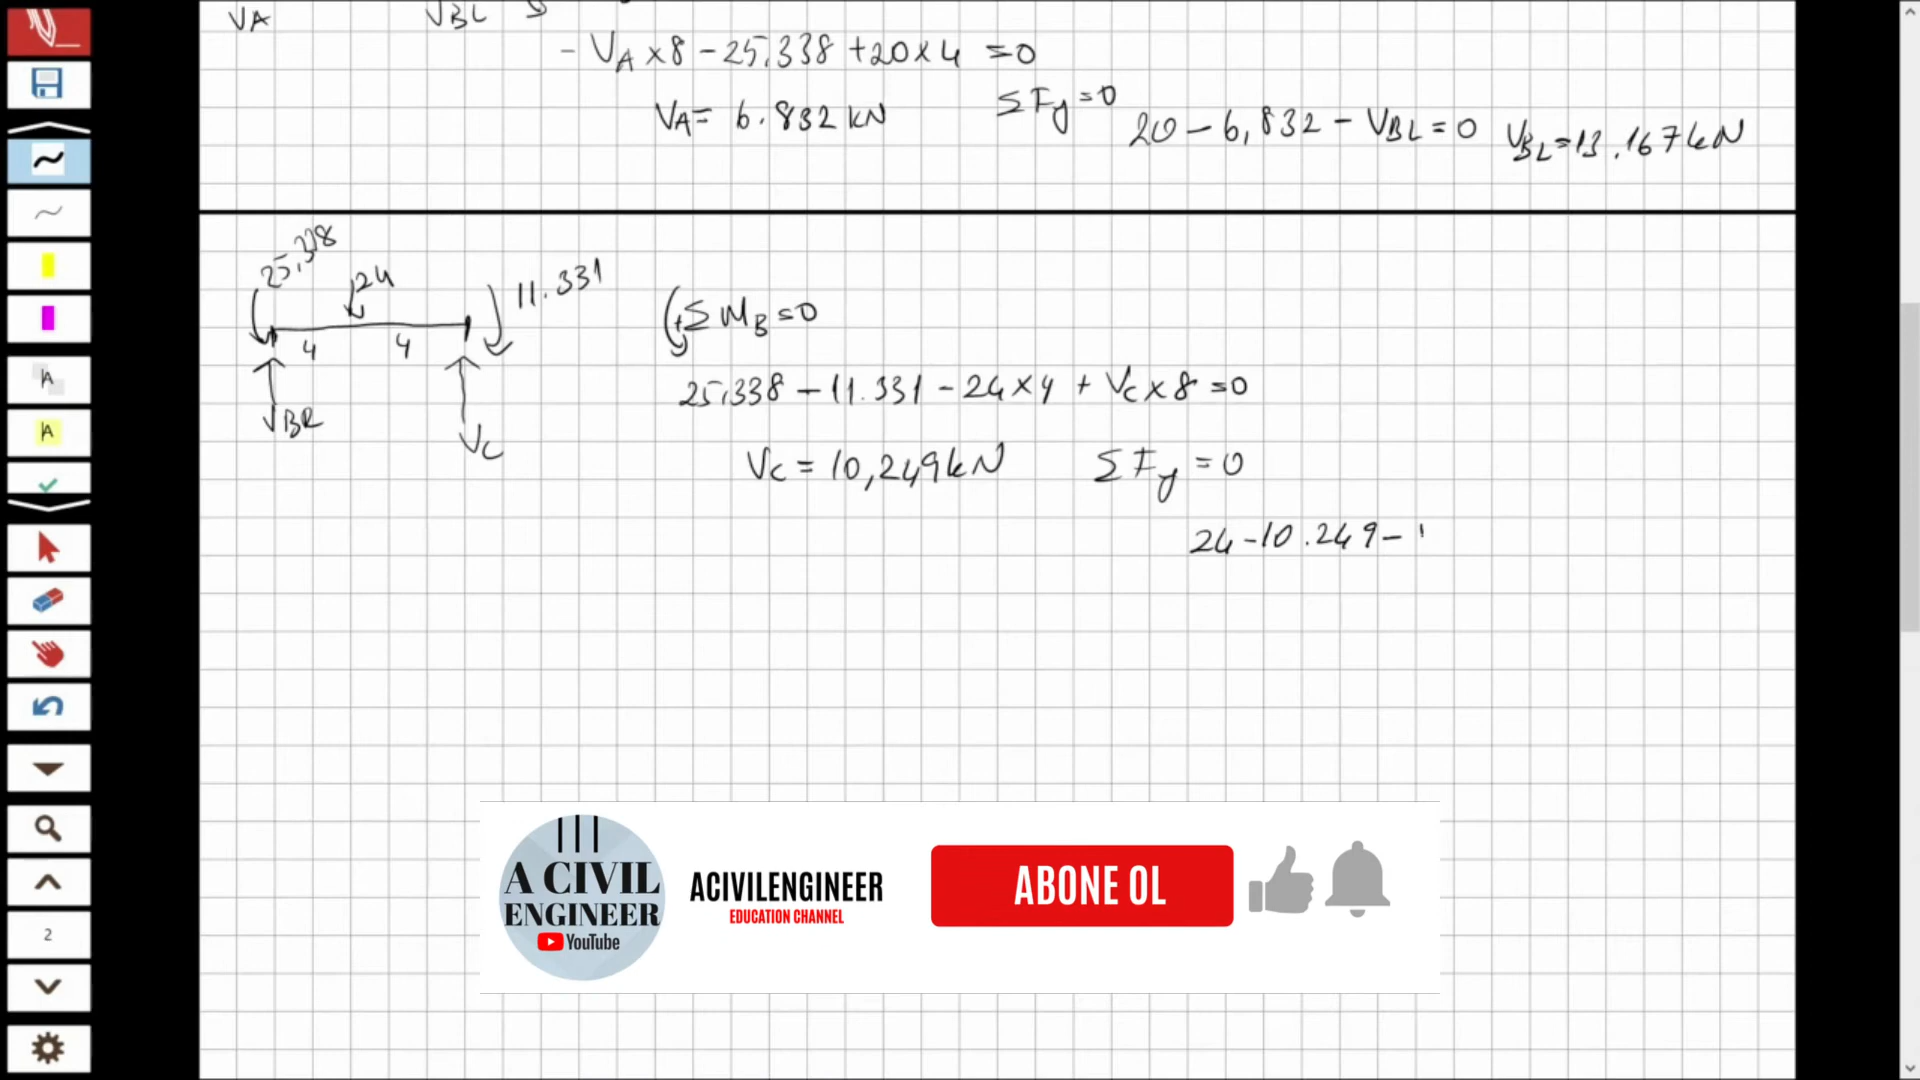 VA VBL
- VA x 8 - 25,338 + 20 x 4 = 0
VA = 6.832 kN ΣFy = 0 20 - 6,832 - VBL = 0 VBL = 13.167 kN
25,338
24
11.331
4 4
VBR
VC
(+ ΣMB = 0
25,338 - 11.331 - 24 x 4 + Vc x 8 = 0
Vc = 10,249 kN ΣFy = 0
24 - 10.249 -
A
A
2
A CIVIL
ENGINEER
YouTube
ACIVILENGINEER
EDUCATION CHANNEL
ABONE OL